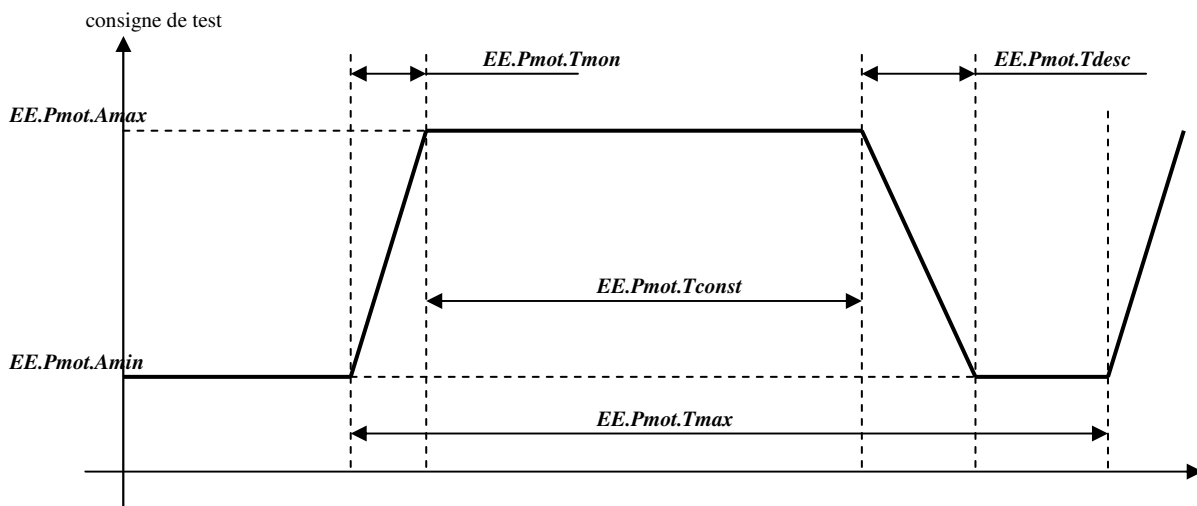 consigne de test
EE.Pmot.Tmon
EE.Pmot.Tdesc
EE.Pmot.Amax
EE.Pmot.Tconst
EE.Pmot.Amin
EE.Pmot.Tmax